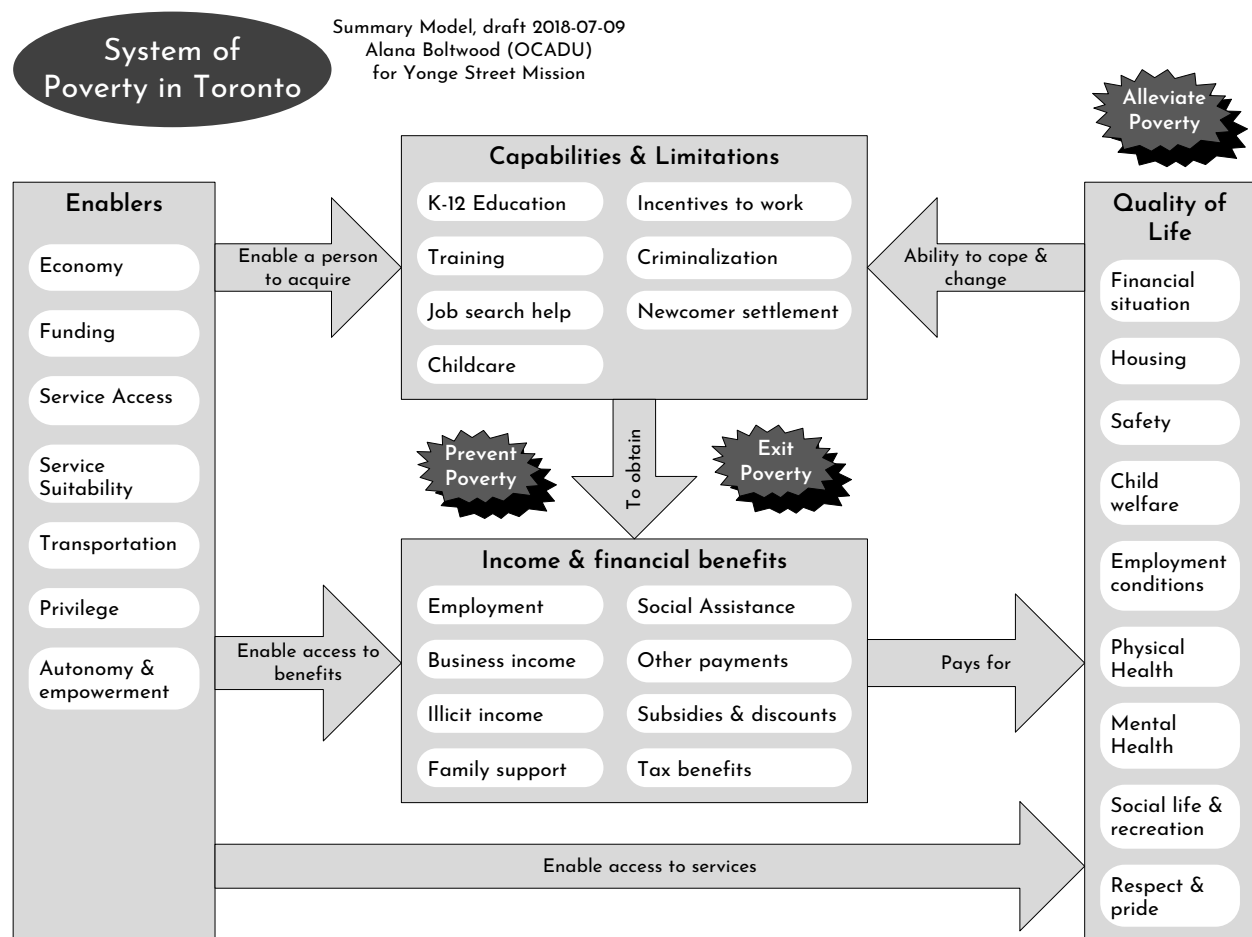 System of
Poverty in Toronto
Summary Model, draft 2018-07-09
Alana Boltwood (OCADU)
for Yonge Street Mission
Alleviate
Poverty
Enablers
Economy
Funding
Service Access
Service
Suitability
Transportation
Privilege
Autonomy &
empowerment
Enable a person
to acquire
Capabilities & Limitations
K-12 Education
Training
Job search help
Childcare
Incentives to work
Criminalization
Newcomer settlement
Ability to cope &
change
Prevent
Poverty
To obtain
Exit
Poverty
Enable access to
benefits
Income & financial benefits
Employment
Business income
Illicit income
Family support
Social Assistance
Other payments
Subsidies & discounts
Tax benefits
Pays for
Enable access to services
Quality of
Life
Financial
situation
Housing
Safety
Child
welfare
Employment
conditions
Physical
Health
Mental
Health
Social life &
recreation
Respect &
pride